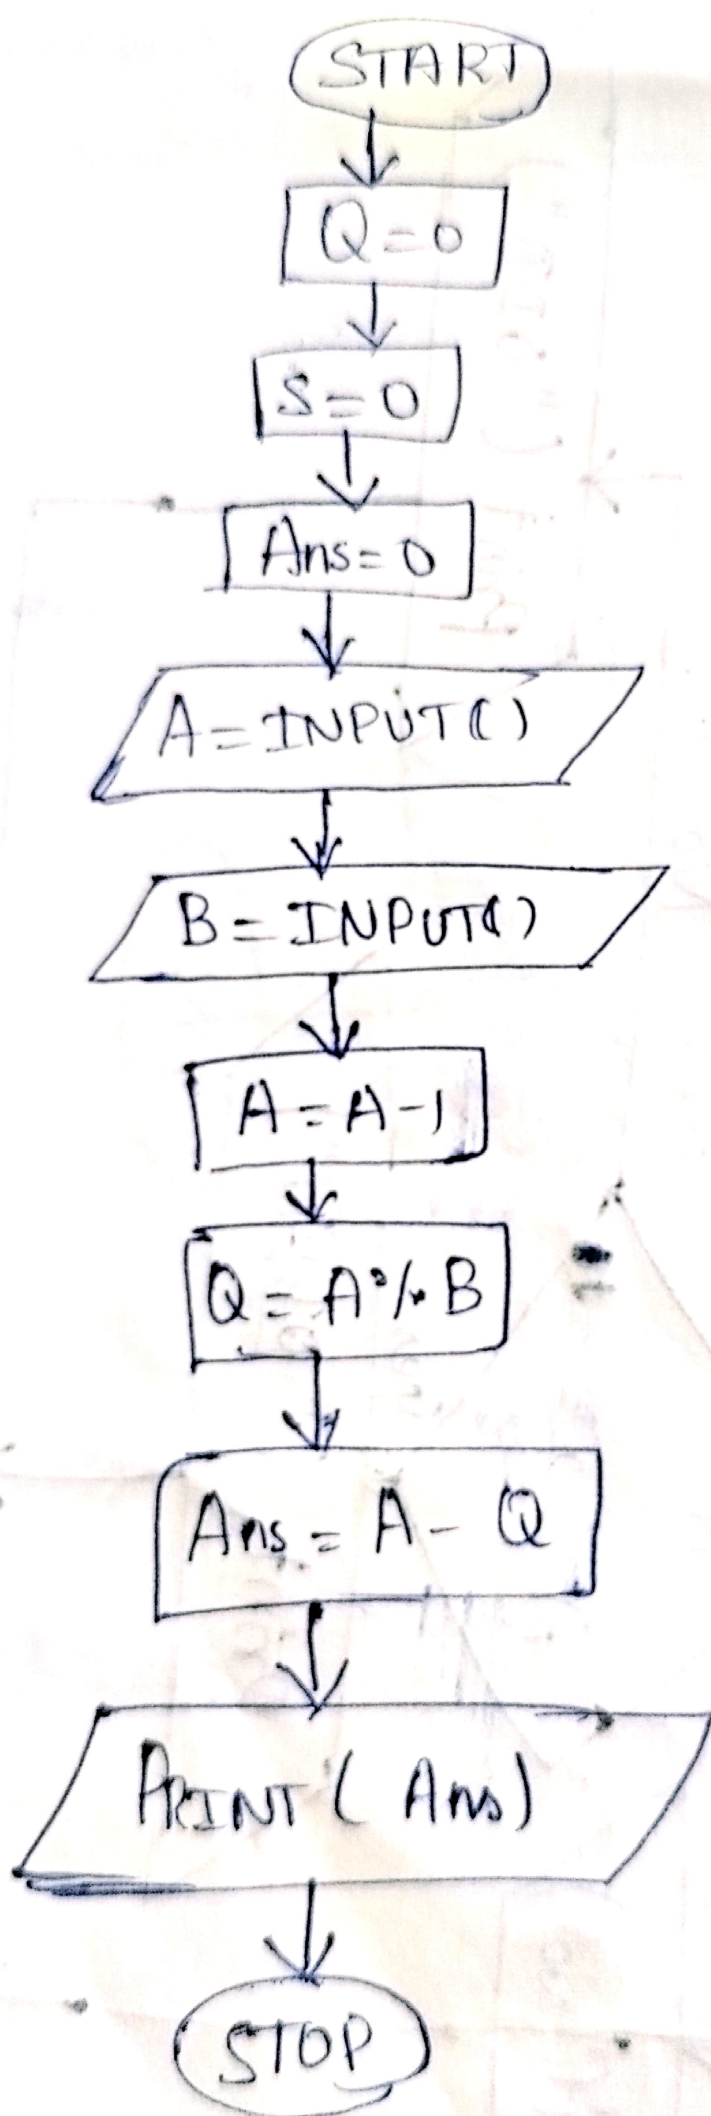 START
Q=0
S=0
Ans=0
A=INPUT()
B=INPUT()
A=A-1
Q=A%B
Ans=A-Q
PRINT(Ans)
STOP